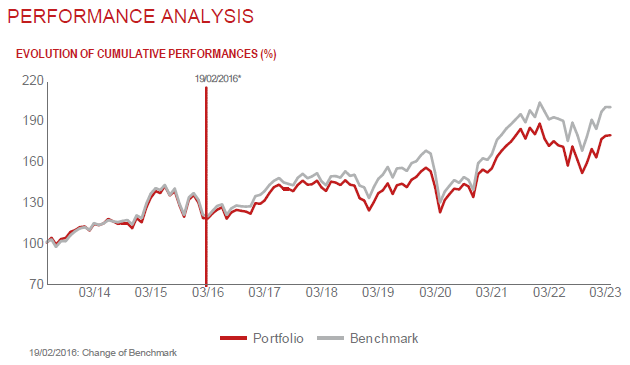 PERFORMANCE ANALYSIS
EVOLUTION OF CUMULATIVE PERFORMANCES (%)
19/02/2016*
220
190
160
130
100
70
03/14 03/15 03/16 03/17 03/18 03/19 03/20 03/21 03/22 03/23
Portfolio Benchmark
19/02/2016: Change of Benchmark